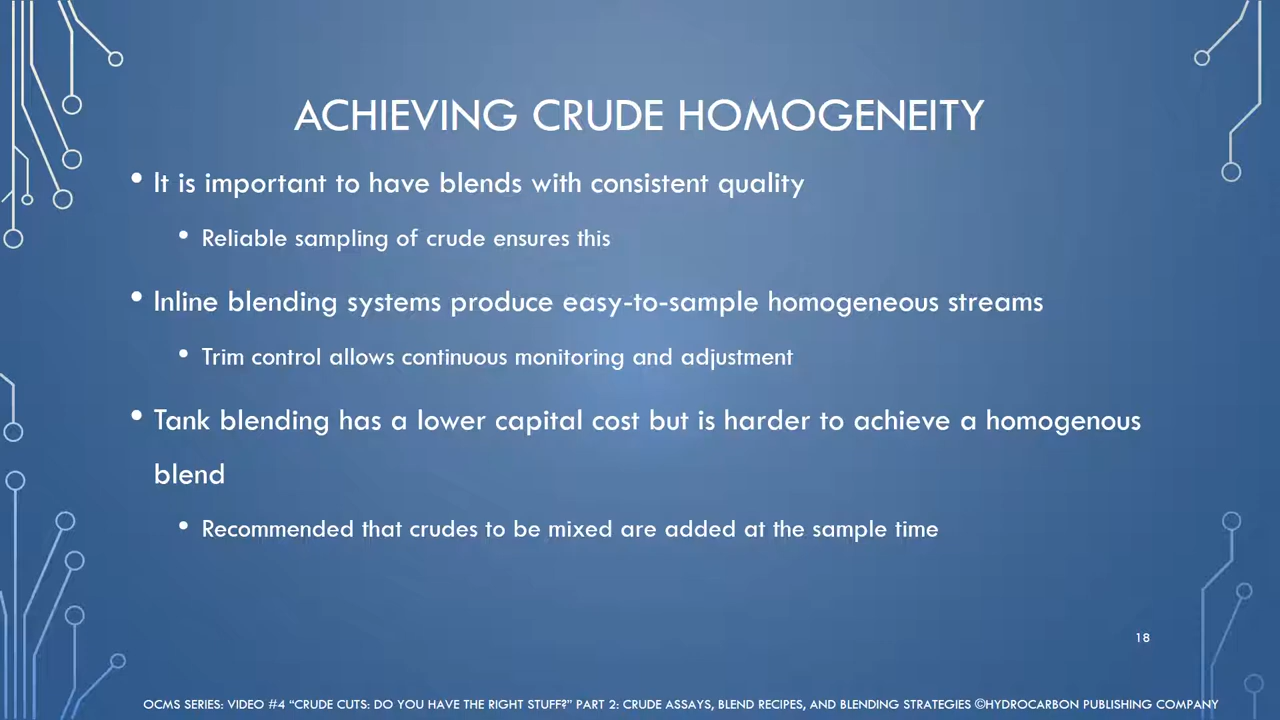 ACHIEVING CRUDE HOMOGENEITY
• It is important to have blends with consistent quality
• Reliable sampling of crude ensures this
• Inline blending systems produce easy-to-sample homogeneous streams
• Trim control allows continuous monitoring and adjustment
• Tank blending has a lower capital cost but is harder to achieve a homogenous
blend
• Recommended that crudes to be mixed are added at the sample time
18
OCMS SERIES: VIDEO #4 “CRUDE CUTS: DO YOU HAVE THE RIGHT STUFF?” PART 2: CRUDE ASSAYS, BLEND RECIPES, AND BLENDING STRATEGIES ©HYDROCARBON PUBLISHING COMPANY